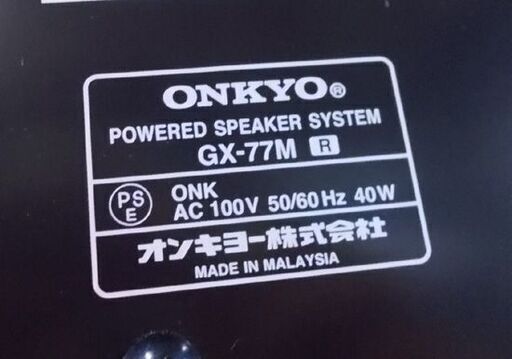 ONKYO®
POWERED SPEAKER SYSTEM
GX-77M R
PS E
ONK
AC 100V 50/60Hz 40W
オンキヨー株式会社
MADE IN MALAYSIA